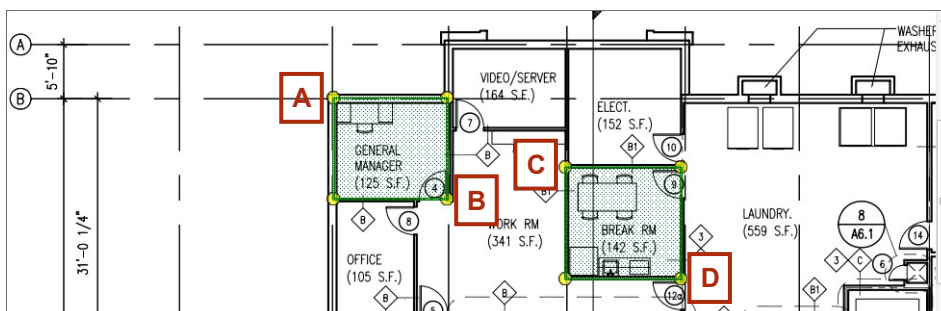 A
5'-10"
B
31'-0 1/4"
A
GENERAL
MANAGER
(125 S.F.)
4
B
VIDEO/SERVER
(164 S.F.)
7
B
B
8
OFFICE
(105 S.F.)
B
5
C
B1
WORK RM
(341 S.F.)
B
ELECT.
(152 S.F.)
B1
10
9
BREAK RM
(142 S.F.)
D
3
12a
WASHER
EXHAUS
LAUNDRY.
(559 S.F.)
8
A6.1
14
3
C
6
B1